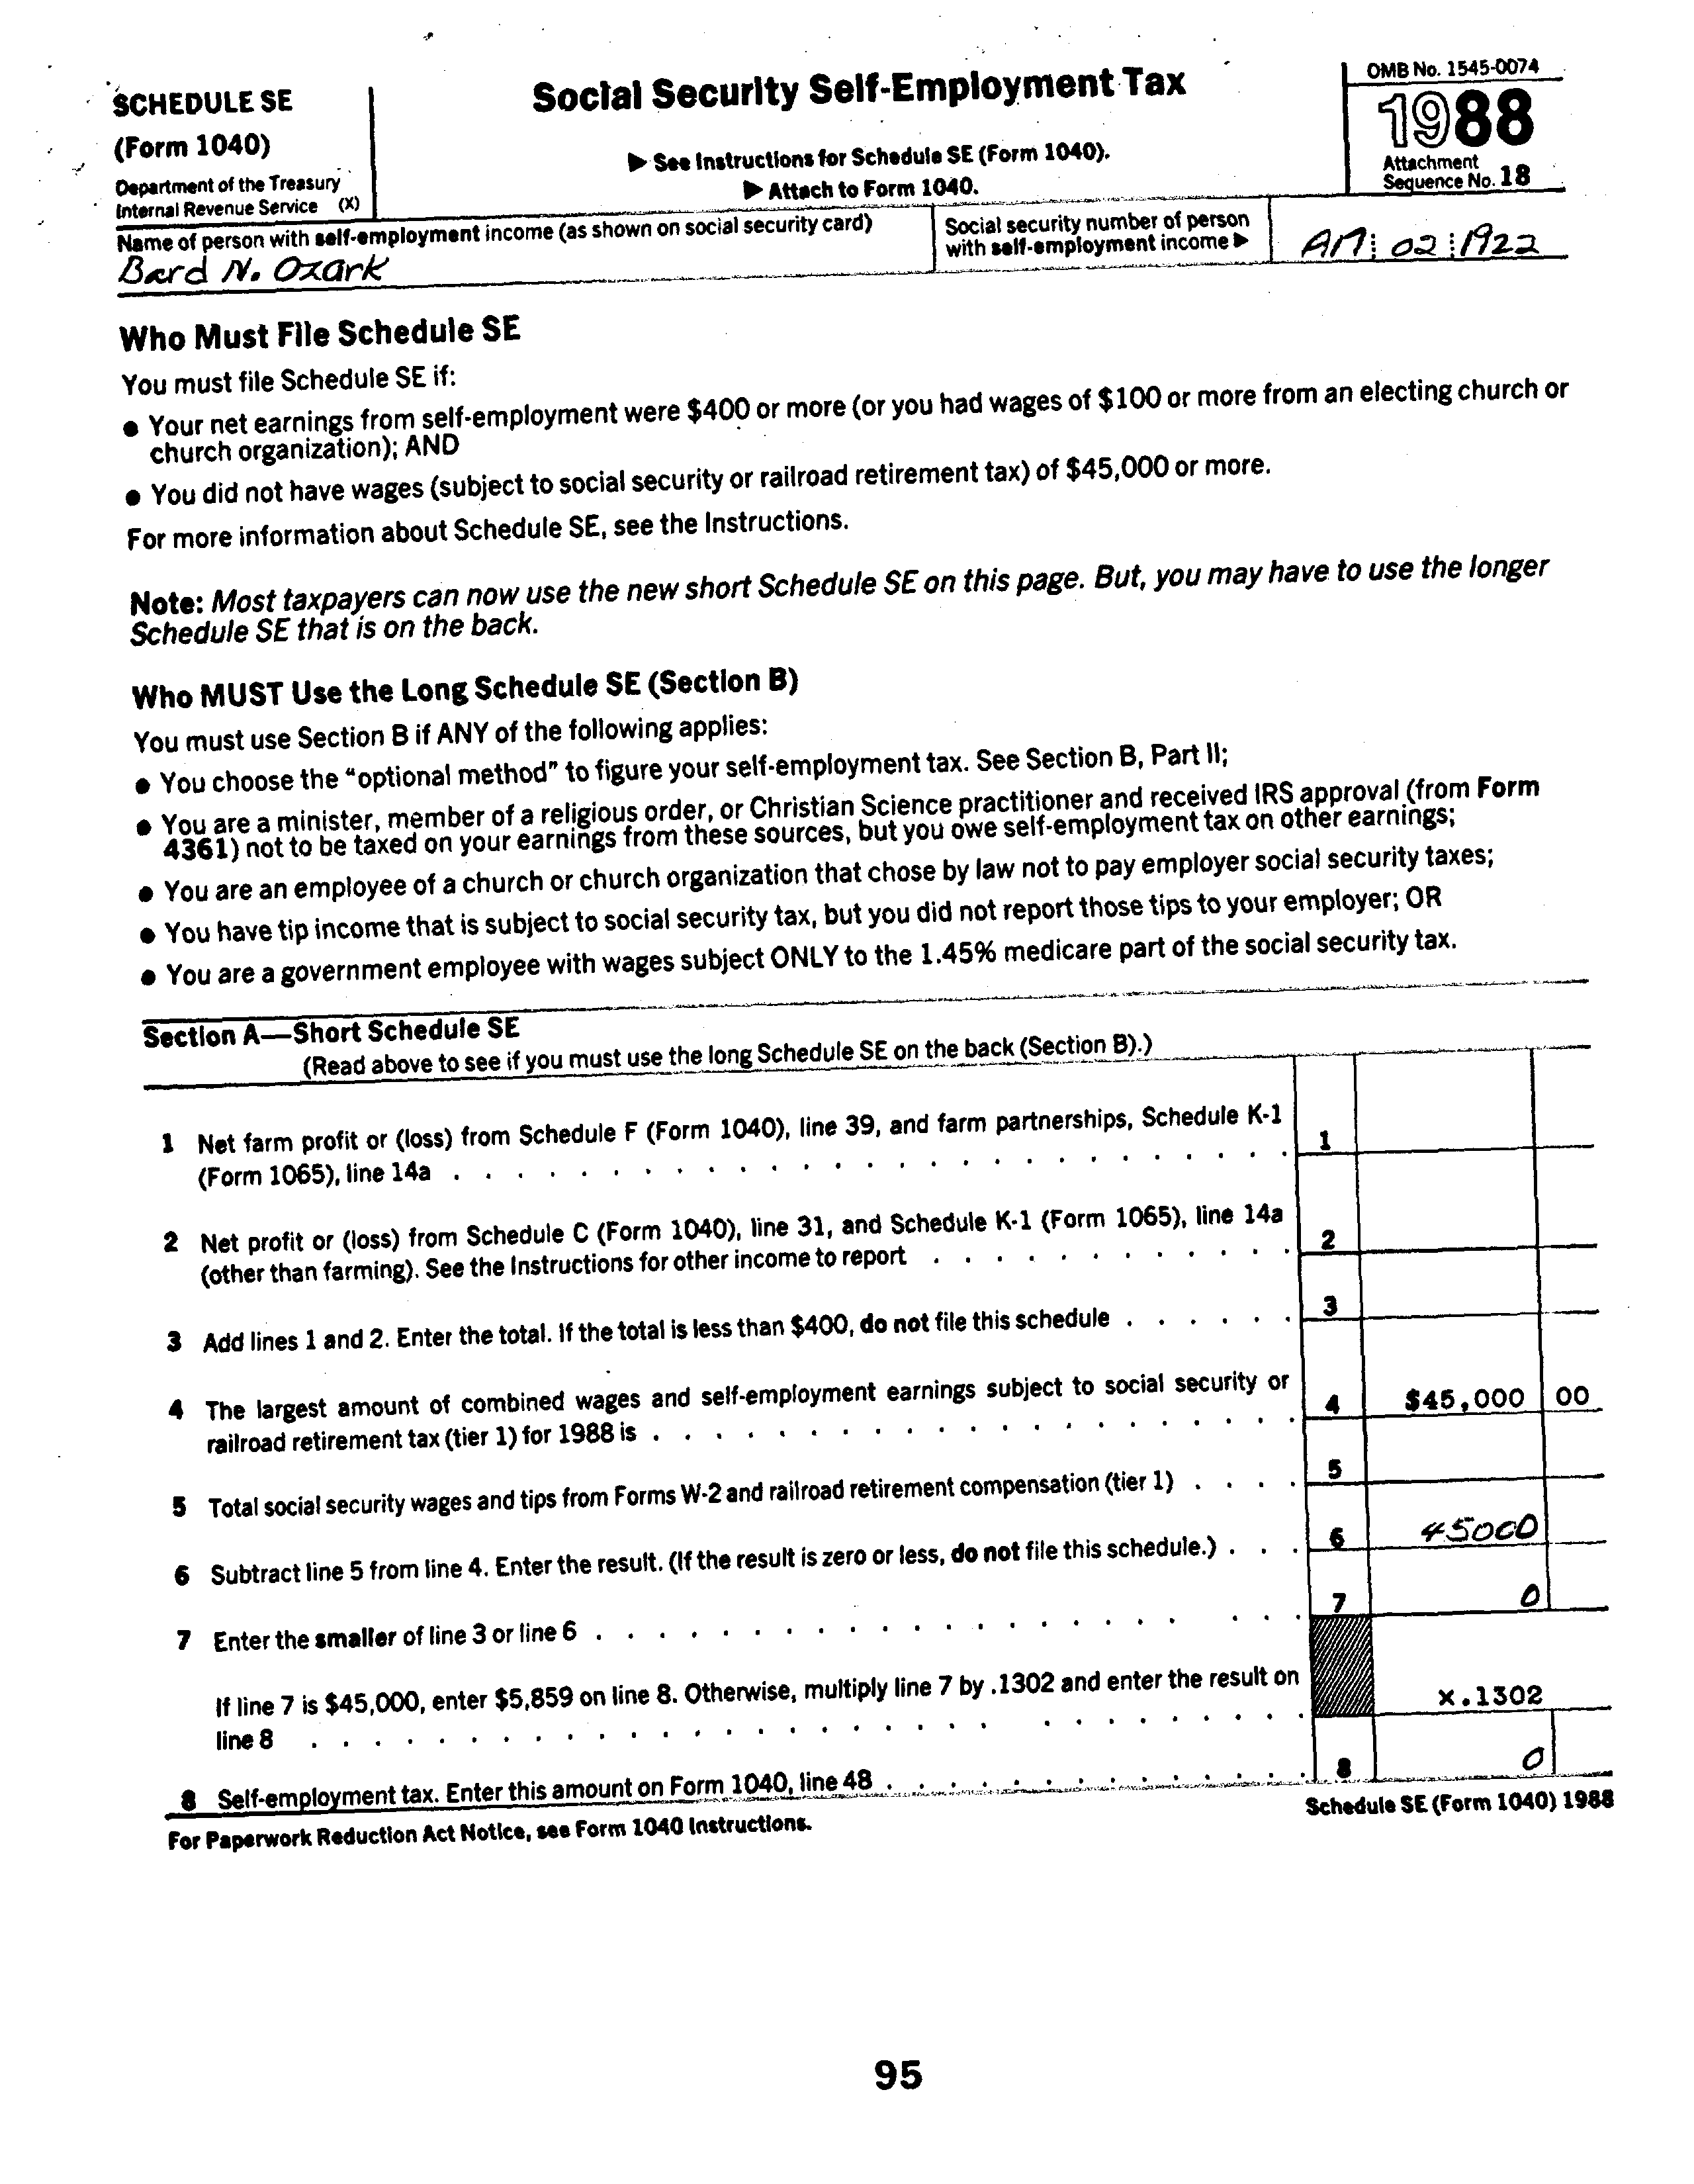 SCHEDULE SE
(Form 1040)
Department of the Treasury
Internal Revenue Service (X)
Social Security Self-Employment Tax
▶ See Instructions for Schedule SE (Form 1040).
▶ Attach to Form 1040.
OMB No. 1545-0074
1988
Attachment
Sequence No. 18
Name of person with self-employment income (as shown on social security card)
Bard N. Ozark
Social security number of person
with self-employment income ▶
02 1922
Who Must File Schedule SE
You must file Schedule SE if:
● Your net earnings from self-employment were $400 or more (or you had wages of $100 or more from an electing church or
church organization); AND
● You did not have wages (subject to social security or railroad retirement tax) of $45,000 or more.
For more information about Schedule SE, see the Instructions.
Note: Most taxpayers can now use the new short Schedule SE on this page. But, you may have to use the longer
Schedule SE that is on the back.
Who MUST Use the Long Schedule SE (Section B)
You must use Section B if ANY of the following applies:
● You choose the "optional method" to figure your self-employment tax. See Section B, Part II;
● You are a minister, member of a religious order, or Christian Science practitioner and received IRS approval (from Form
4361) not to be taxed on your earnings from these sources, but you owe self-employment tax on other earnings;
● You are an employee of a church or church organization that chose by law not to pay employer social security taxes;
● You have tip income that is subject to social security tax, but you did not report those tips to your employer; OR
● You are a government employee with wages subject ONLY to the 1.45% medicare part of the social security tax.
Section A—Short Schedule SE
(Read above to see if you must use the long Schedule SE on the back (Section B).)
1 Net farm profit or (loss) from Schedule F (Form 1040), line 39, and farm partnerships, Schedule K-1
(Form 1065), line 14a . . . . . . . . . . . . . . . . . . . . . . . . . . 1
2 Net profit or (loss) from Schedule C (Form 1040), line 31, and Schedule K-1 (Form 1065), line 14a
(other than farming). See the Instructions for other income to report . . . . . . . . . . . . 2
3 Add lines 1 and 2. Enter the total. If the total is less than $400, do not file this schedule . . . . . . 3
4 The largest amount of combined wages and self-employment earnings subject to social security or
railroad retirement tax (tier 1) for 1988 is . . . . . . . . . . . . . . . . . . . . 4 $45,000 00
5 Total social security wages and tips from Forms W-2 and railroad retirement compensation (tier 1) . . . . 5
6 Subtract line 5 from line 4. Enter the result. (If the result is zero or less, do not file this schedule.) . . . 6 45000
7 Enter the smaller of line 3 or line 6 . . . . . . . . . . . . . . . . . . . . . 7 0
If line 7 is $45,000, enter $5,859 on line 8. Otherwise, multiply line 7 by .1302 and enter the result on
line 8 . . . . . . . . . . . . . . . . . . . . . . . . . . . . . . x.1302
8 Self-employment tax. Enter this amount on Form 1040, line 48 . . . . . . . . . . . . . . 8 0
For Paperwork Reduction Act Notice, see Form 1040 Instructions.
Schedule SE (Form 1040) 1988
95